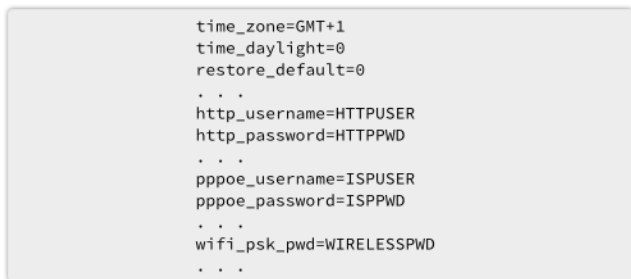 time_zone=GMT+1
time_daylight=0
restore_default=0
. . .
http_username=HTTPUSER
http_password=HTTPPWD
. . .
pppoe_username=ISPUSER
pppoe_password=ISPPWD
. . .
wifi_psk_pwd=WIRELESSPWD
. . .